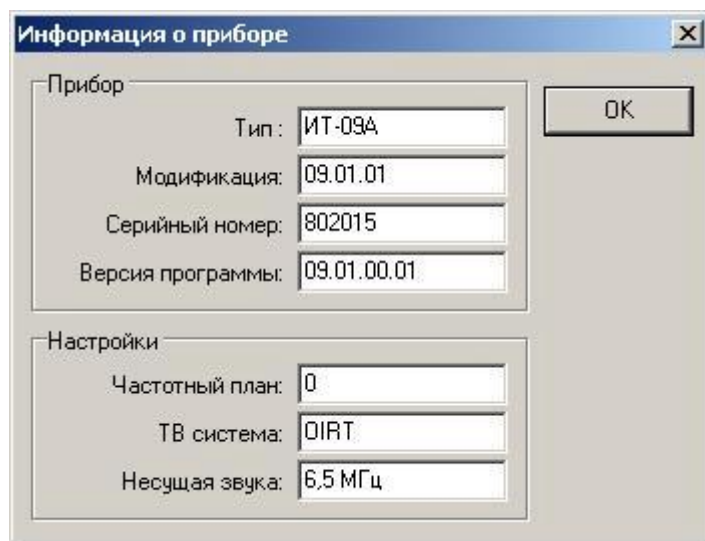 Информация о приборе
Прибор
OK
Тип : ИТ-09А
Модификация: 09.01.01
Серийный номер: 802015
Версия программы: 09.01.00.01
Настройки
Частотный план: 0
ТВ система: OIRT
Несущая звука: 6,5 МГц